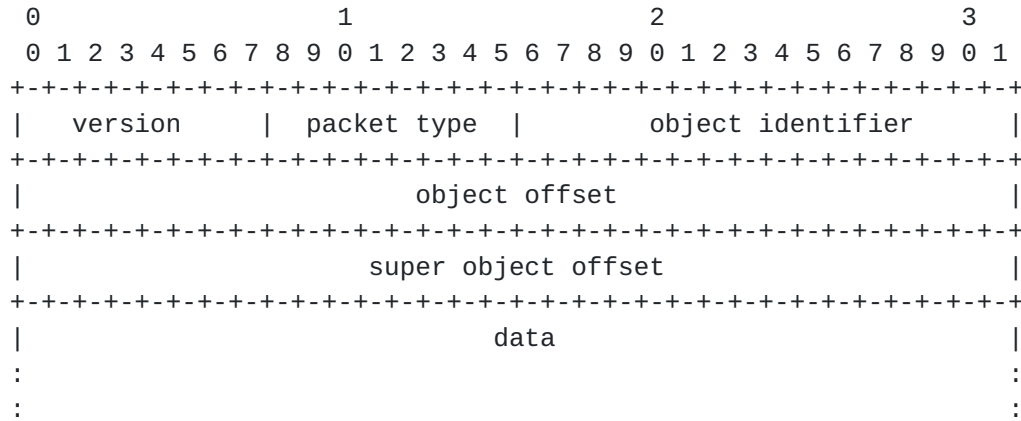 0                   1                   2                   3
 0 1 2 3 4 5 6 7 8 9 0 1 2 3 4 5 6 7 8 9 0 1 2 3 4 5 6 7 8 9 0 1
+-+-+-+-+-+-+-+-+-+-+-+-+-+-+-+-+-+-+-+-+-+-+-+-+-+-+-+-+-+-+-+-+
|   version     |  packet type  |        object identifier      |
+-+-+-+-+-+-+-+-+-+-+-+-+-+-+-+-+-+-+-+-+-+-+-+-+-+-+-+-+-+-+-+-+
|                         object offset                         |
+-+-+-+-+-+-+-+-+-+-+-+-+-+-+-+-+-+-+-+-+-+-+-+-+-+-+-+-+-+-+-+-+
|                      super object offset                      |
+-+-+-+-+-+-+-+-+-+-+-+-+-+-+-+-+-+-+-+-+-+-+-+-+-+-+-+-+-+-+-+-+
|                              data                             |
:                                                               :
:                                                               :